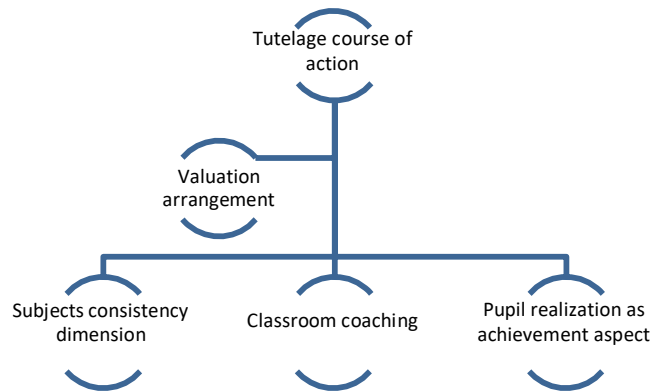 Tutelage course of
action
Valuation
arrangement
Subjects consistency
dimension
Classroom coaching
Pupil realization as
achievement aspect